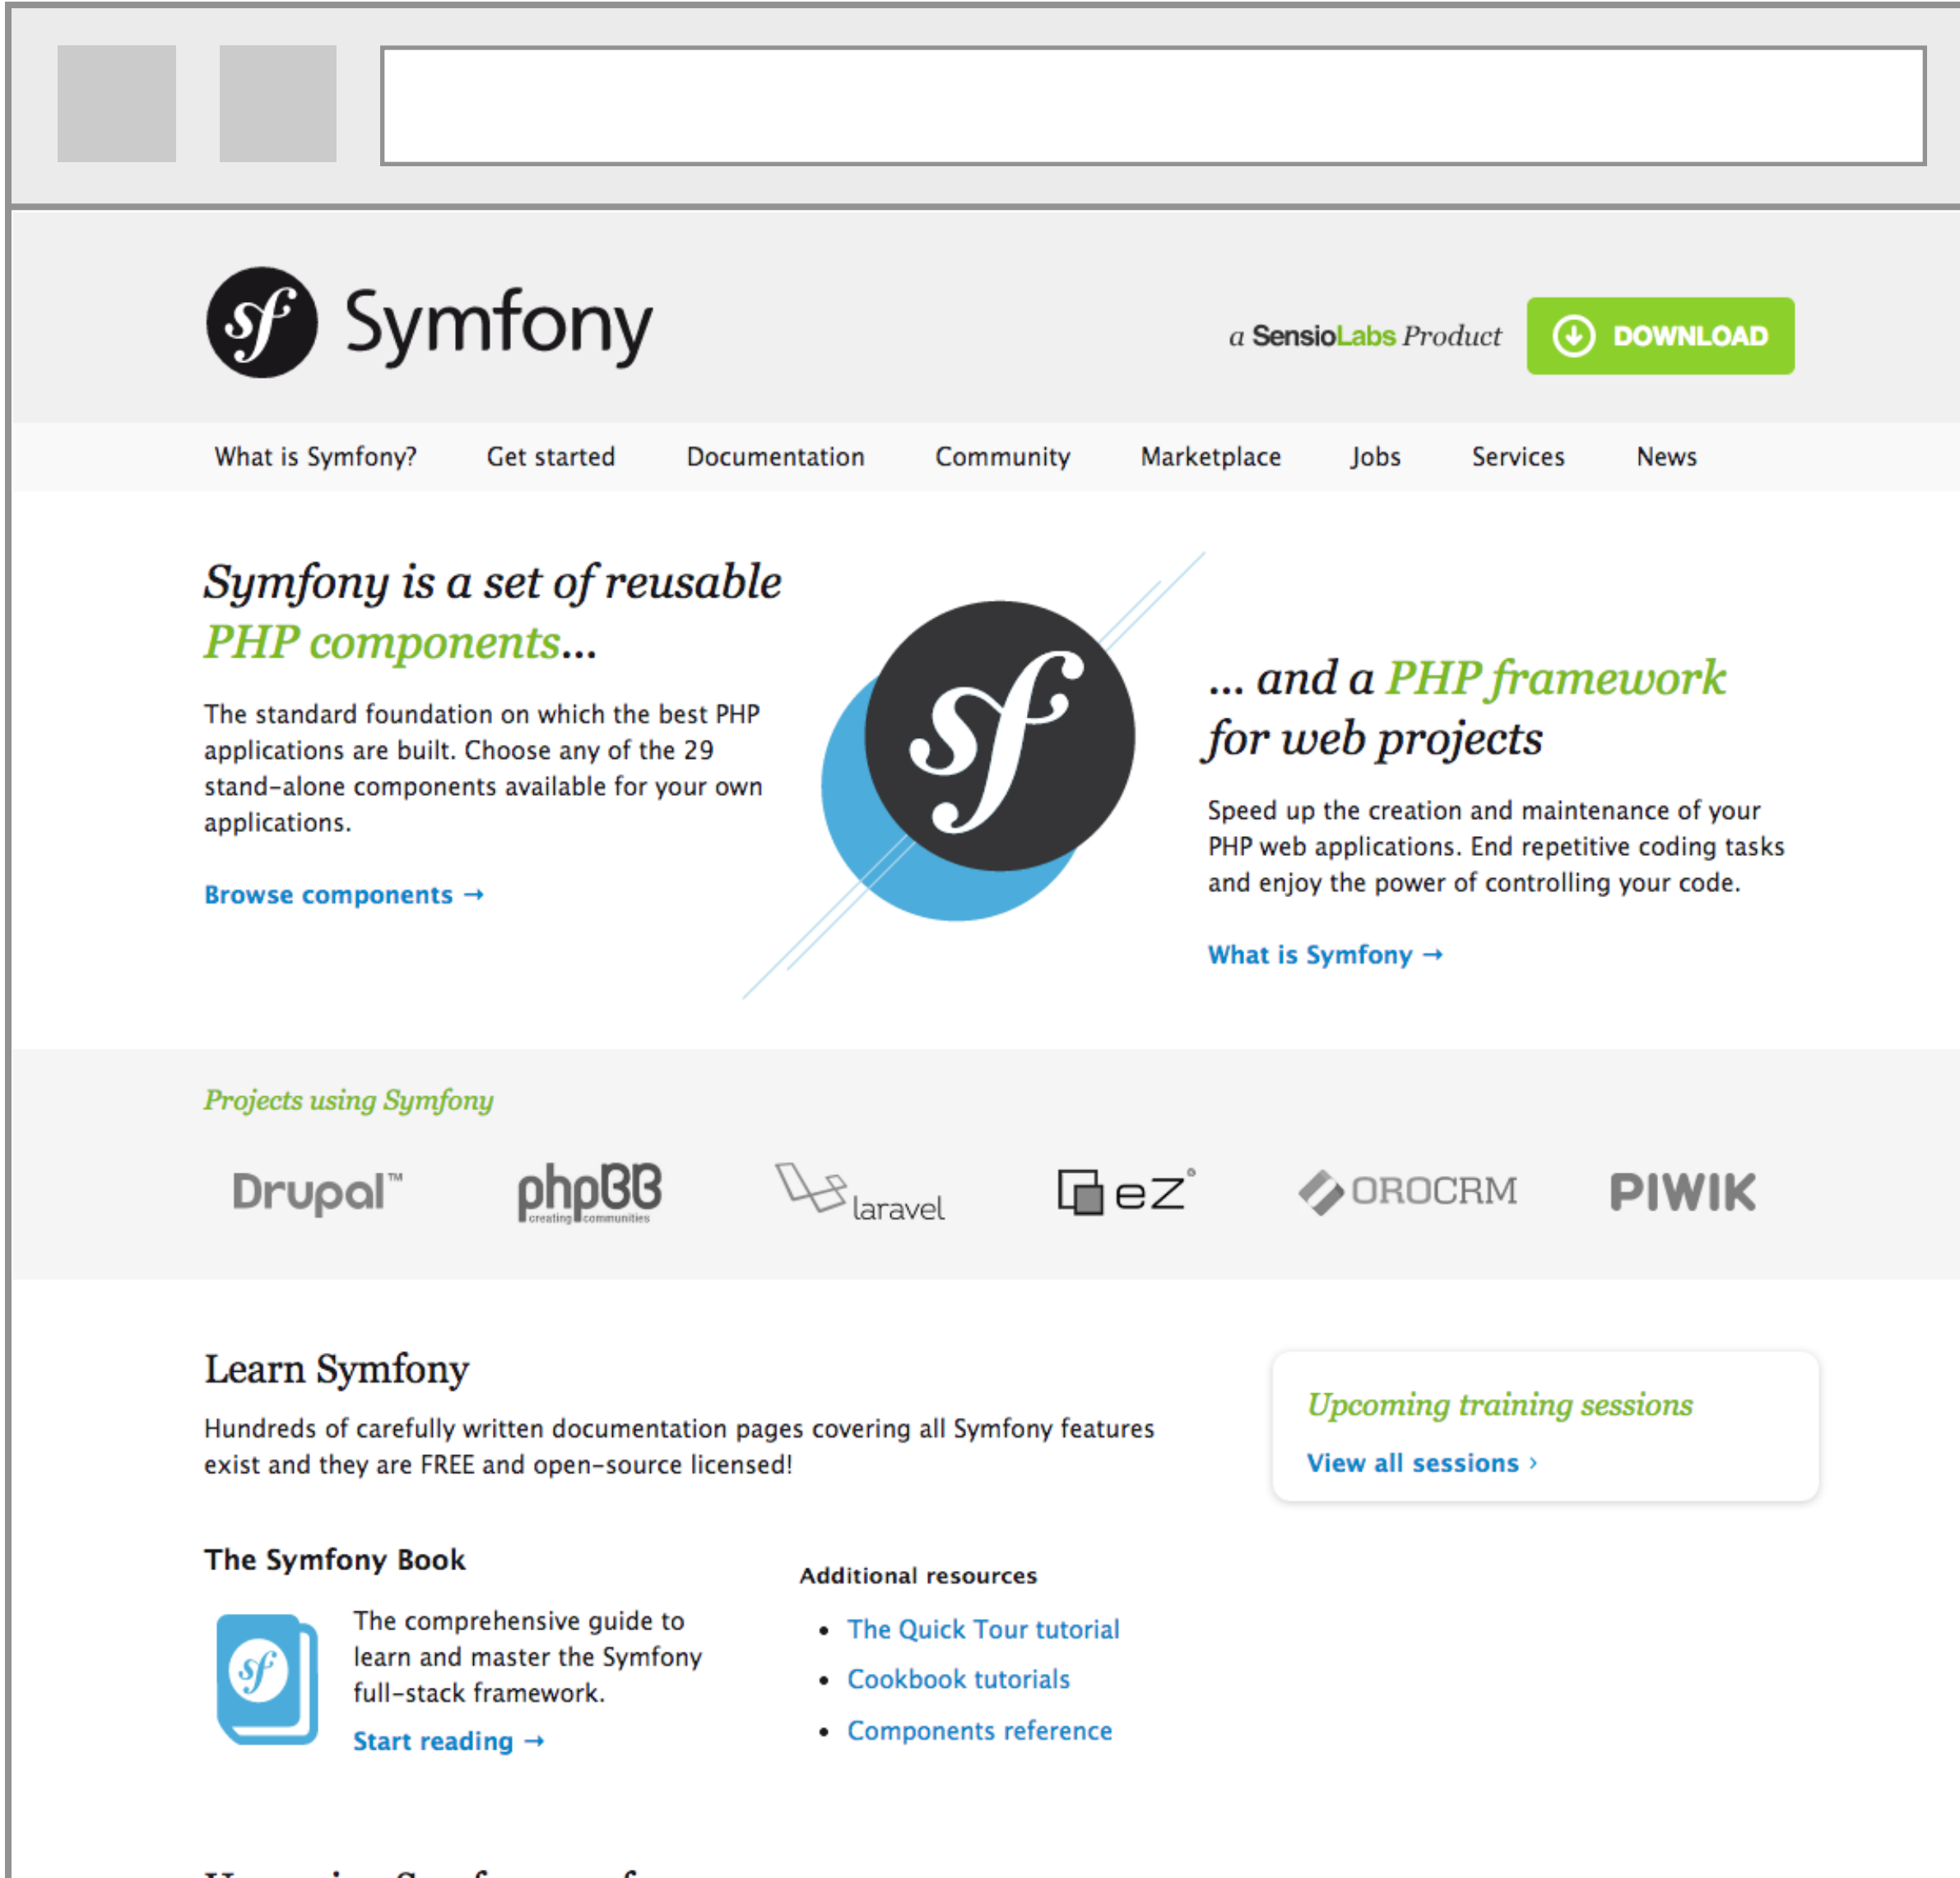 sf Symfony
a SensioLabs Product
DOWNLOAD
What is Symfony?
Get started
Documentation
Community
Marketplace
Jobs
Services
News
Symfony is a set of reusable
PHP components...
The standard foundation on which the best PHP
applications are built. Choose any of the 29
stand-alone components available for your own
applications.
Browse components →
sf
... and a PHP framework
for web projects
Speed up the creation and maintenance of your
PHP web applications. End repetitive coding tasks
and enjoy the power of controlling your code.
What is Symfony →
Projects using Symfony
Drupal™
phpBB
creating communities
laravel
eZ
OROCRM
PIWIK
Learn Symfony
Hundreds of carefully written documentation pages covering all Symfony features
exist and they are FREE and open-source licensed!
The Symfony Book
sf
The comprehensive guide to
learn and master the Symfony
full-stack framework.
Start reading →
Additional resources
• The Quick Tour tutorial
• Cookbook tutorials
• Components reference
Upcoming training sessions
View all sessions ›